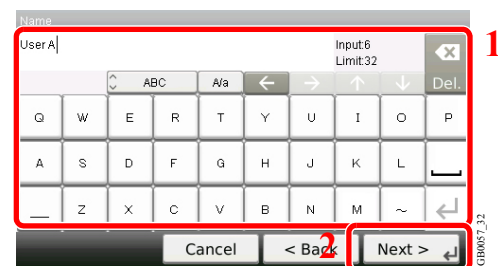 Name
1
User A
Input:6
Limit:32
ABC A/a ← → ↑ ↓ Del.
Q W E R T Y U I O P
A S D F G H J K L
_ Z X C V B N M ~
2
Cancel < Back Next >
GB0057_32